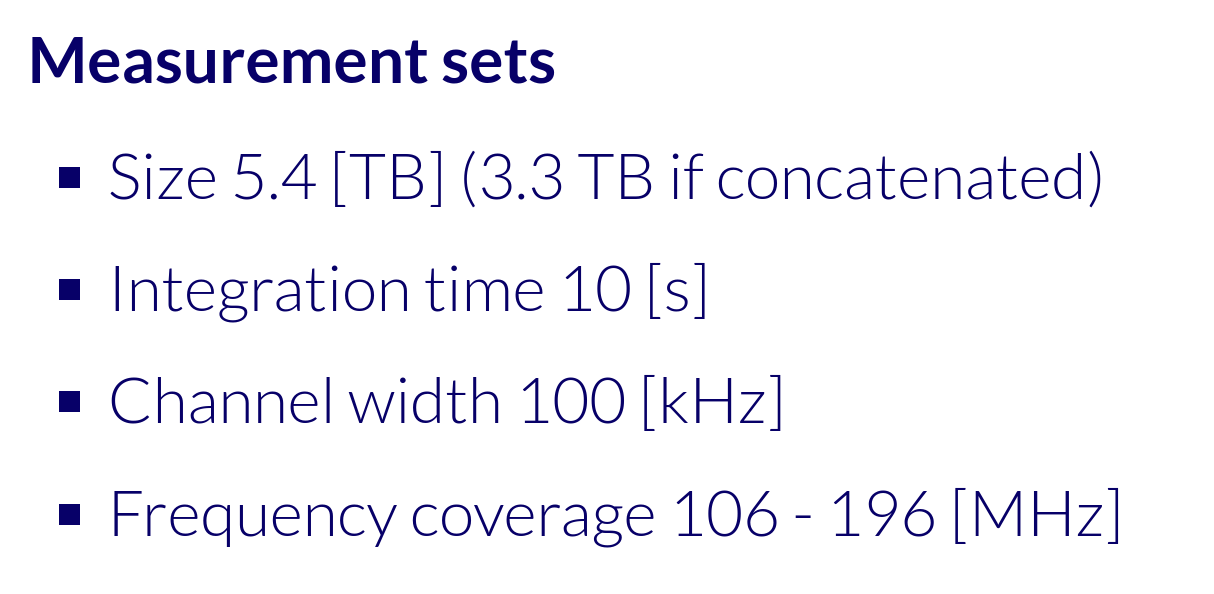 Measurement sets
Size 5.4 [TB] (3.3 TB if concatenated)
Integration time 10 [s]
Channel width 100 [kHz]
Frequency coverage 106 - 196 [MHz]